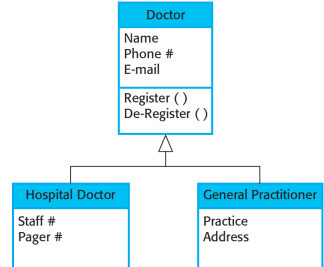 Doctor
Name
Phone #
E-mail
Register ( )
De-Register ( )
Hospital Doctor
Staff #
Pager #
General Practitioner
Practice
Address